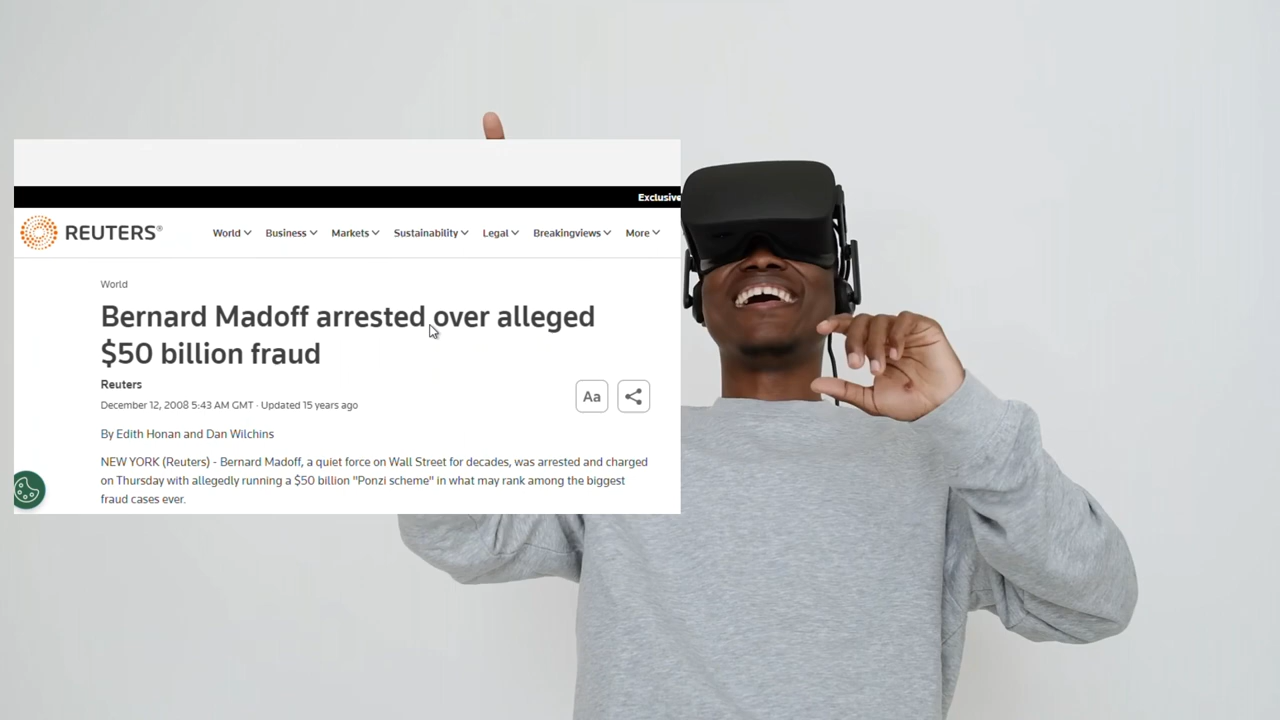 Exclusive
REUTERS®
World Business Markets Sustainability Legal Breakingviews More
World
Bernard Madoff arrested over alleged
$50 billion fraud
Reuters
December 12, 2008 5:43 AM GMT · Updated 15 years ago
Aa
By Edith Honan and Dan Wilchins
NEW YORK (Reuters) - Bernard Madoff, a quiet force on Wall Street for decades, was arrested and charged
on Thursday with allegedly running a $50 billion "Ponzi scheme" in what may rank among the biggest
fraud cases ever.